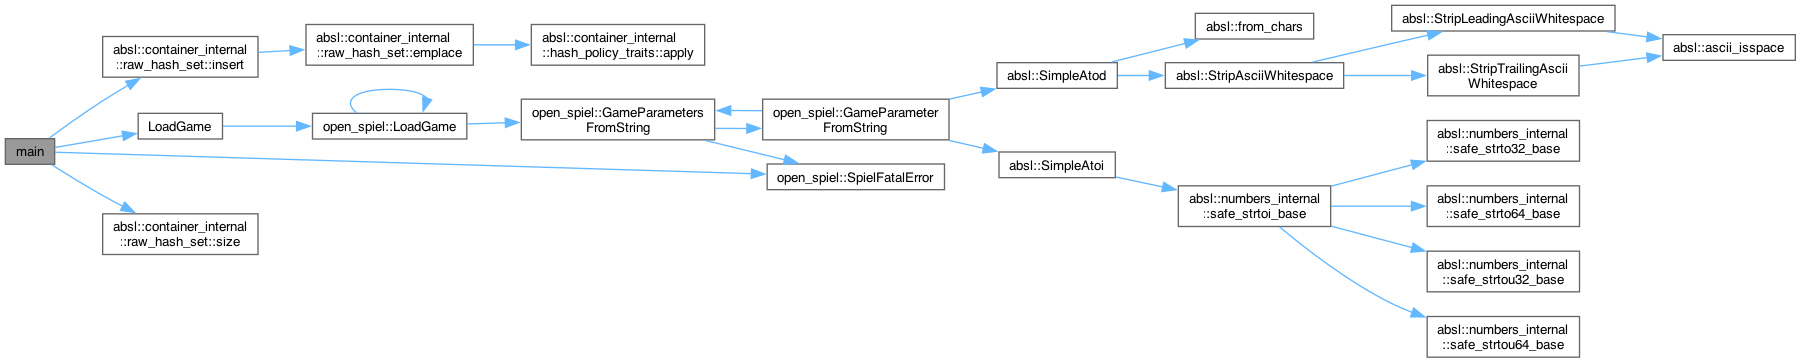 main
absl::container_internal
::raw_hash_set::insert
LoadGame
absl::container_internal
::raw_hash_set::size
absl::container_internal
::raw_hash_set::emplace
open_spiel::LoadGame
absl::container_internal
::hash_policy_traits::apply
open_spiel::GameParameters
FromString
open_spiel::GameParameter
FromString
open_spiel::SpielFatalError
absl::SimpleAtod
absl::SimpleAtoi
absl::from_chars
absl::StripAsciiWhitespace
absl::numbers_internal
::safe_strtoi_base
absl::StripLeadingAsciiWhitespace
absl::StripTrailingAscii
Whitespace
absl::numbers_internal
::safe_strto32_base
absl::numbers_internal
::safe_strto64_base
absl::numbers_internal
::safe_strtou32_base
absl::numbers_internal
::safe_strtou64_base
absl::ascii_isspace